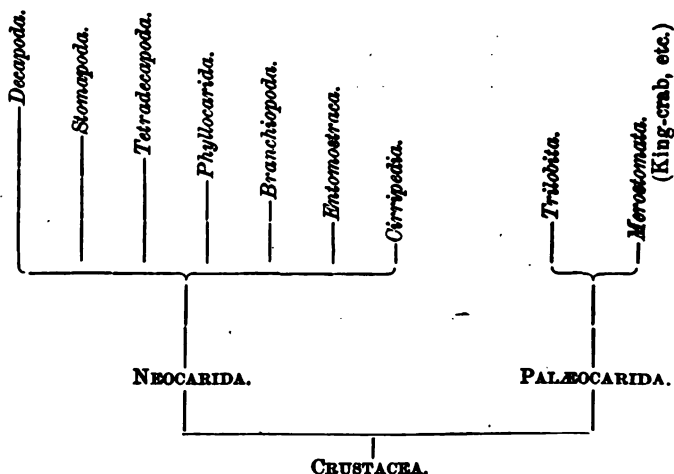 Decapoda.
Stomapoda.
Tetradecapoda.
Phyllocarida.
Branchiopoda.
Entomostraca.
Cirripedia.
Trilobita.
Merostomata.
(King-crab, etc.)
NEOCARIDA.
PALÆOCARIDA.
CRUSTACEA.